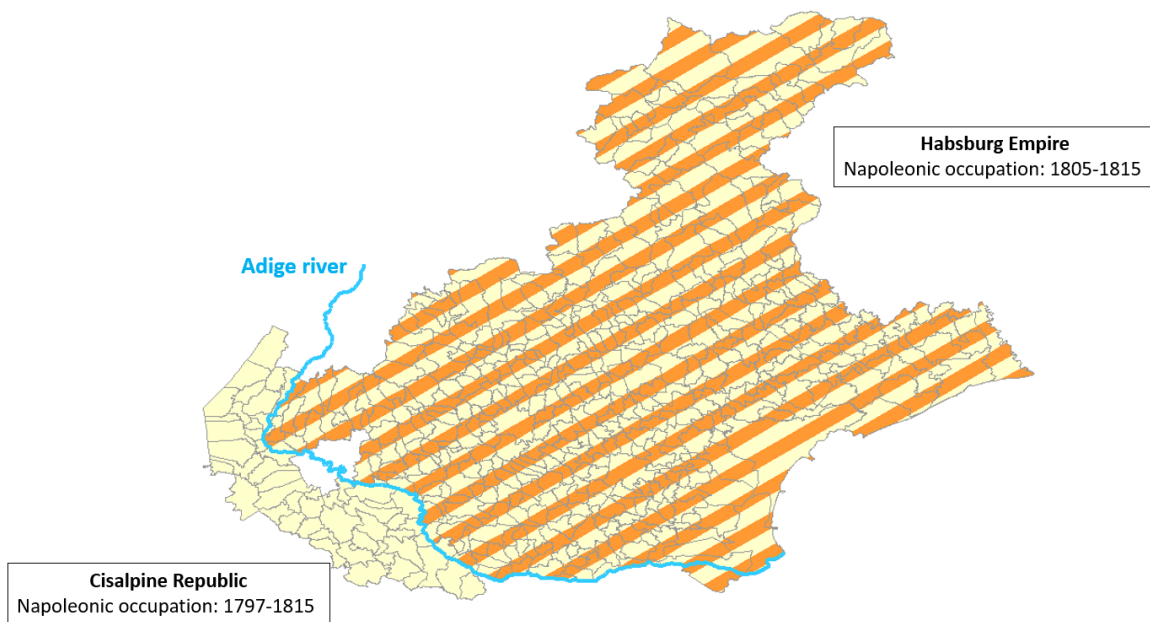 Habsburg Empire
Napoleonic occupation: 1805-1815
Adige river
Cisalpine Republic
Napoleonic occupation: 1797-1815